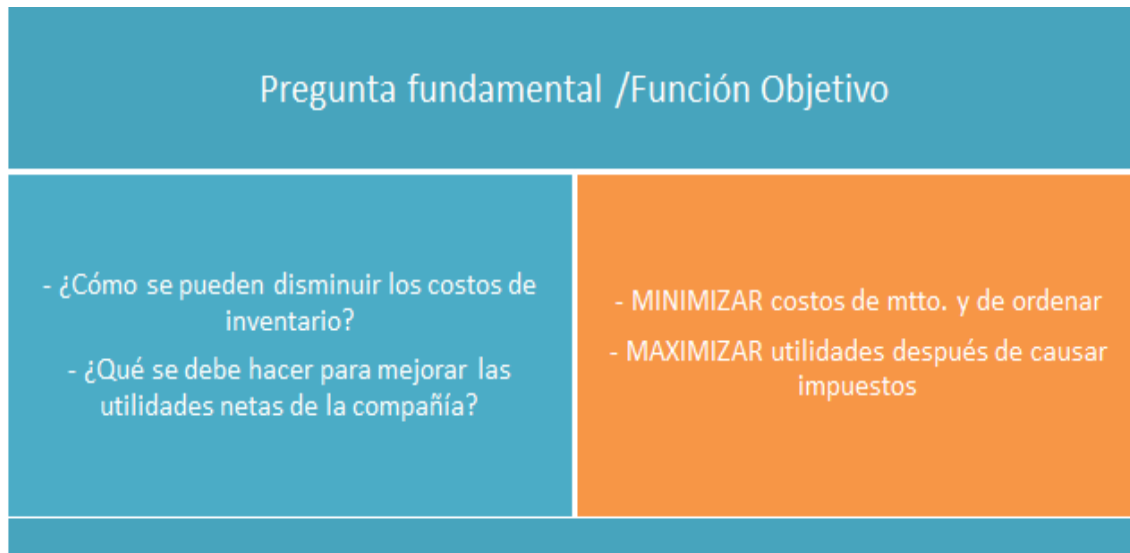 Pregunta fundamental /Función Objetivo
- ¿Cómo se pueden disminuir los costos de
inventario?
- ¿Qué se debe hacer para mejorar las
utilidades netas de la compañía?
- MINIMIZAR costos de mtto. y de ordenar
- MAXIMIZAR utilidades después de causar
impuestos